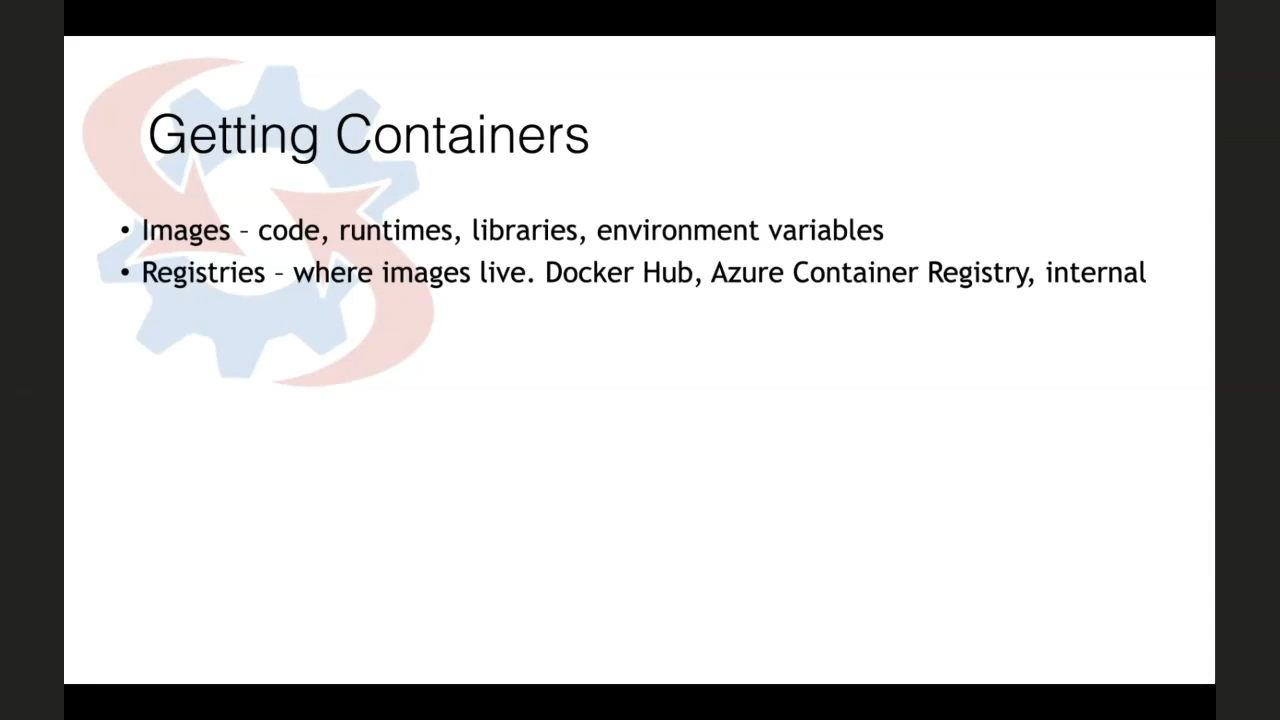 Getting Containers
• Images – code, runtimes, libraries, environment variables
• Registries – where images live. Docker Hub, Azure Container Registry, internal